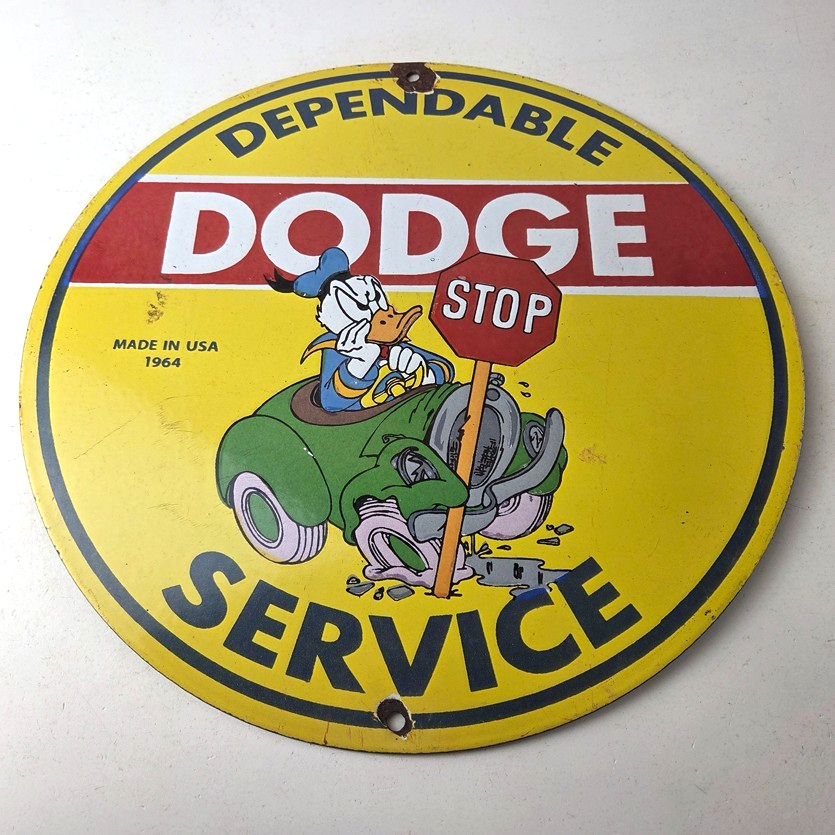 DEPENDABLE
DODGE
STOP
MADE IN USA
1964
SERVICE